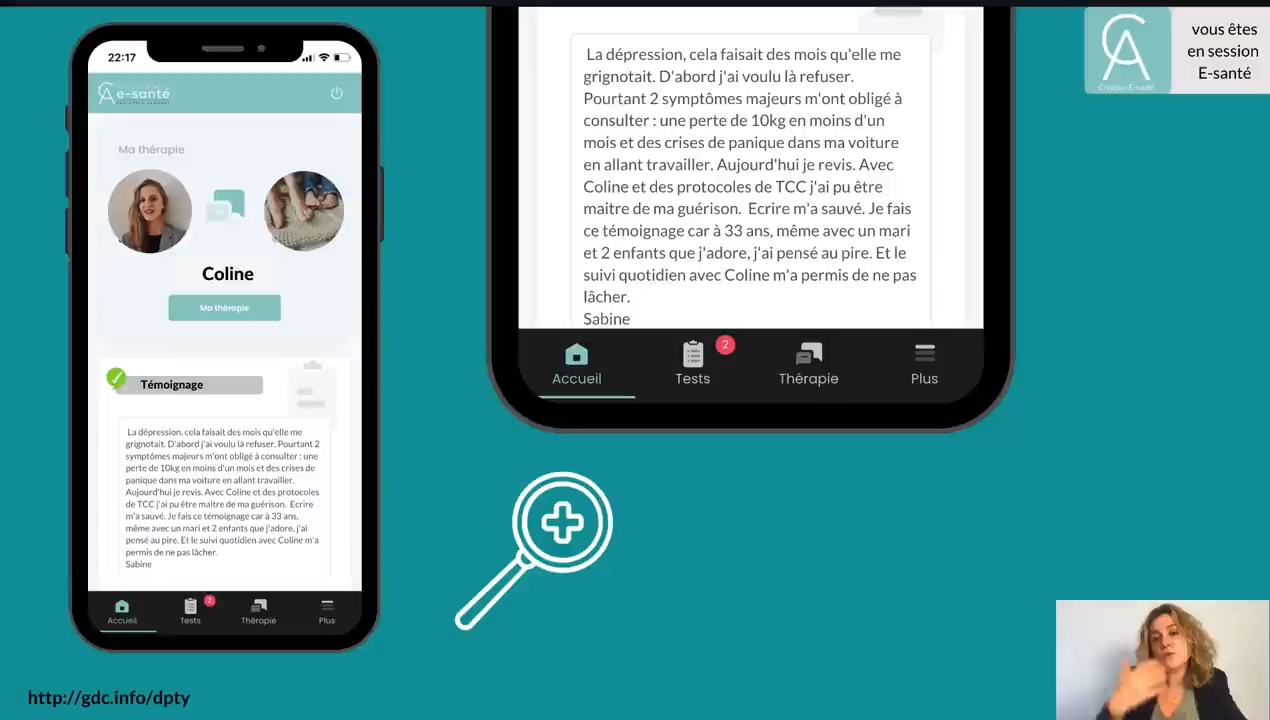 22:17
e-santé
Ma thérapie
Coline
Ma thérapie
Témoignage
La dépression, cela faisait des mois qu'elle me
grignotait. D'abord j'ai voulu là refuser. Pourtant 2
symptômes majeurs m'ont obligé à consulter : une
perte de 10kg en moins d'un mois et des crises de
panique dans ma voiture en allant travailler.
Aujourd'hui je revis. Avec Coline et des protocoles
de TCC j'ai pu être maitre de ma guérison. Ecrire
m'a sauvé. Je fais ce témoignage car à 33 ans,
même avec un mari et 2 enfants que j'adore, j'ai
pensé au pire. Et le suivi quotidien avec Coline m'a
permis de ne pas lâcher.
Sabine
2
Accueil
Tests
Thérapie
Plus
La dépression, cela faisait des mois qu'elle me
grignotait. D'abord j'ai voulu là refuser.
Pourtant 2 symptômes majeurs m'ont obligé à
consulter : une perte de 10kg en moins d'un
mois et des crises de panique dans ma voiture
en allant travailler. Aujourd'hui je revis. Avec
Coline et des protocoles de TCC j'ai pu être
maitre de ma guérison. Ecrire m'a sauvé. Je fais
ce témoignage car à 33 ans, même avec un mari
et 2 enfants que j'adore, j'ai pensé au pire. Et le
suivi quotidien avec Coline m'a permis de ne pas
lâcher.
Sabine
2
Accueil
Tests
Thérapie
Plus
CA
Clinique E-santé
vous êtes
en session
E-santé
http://gdc.info/dpty